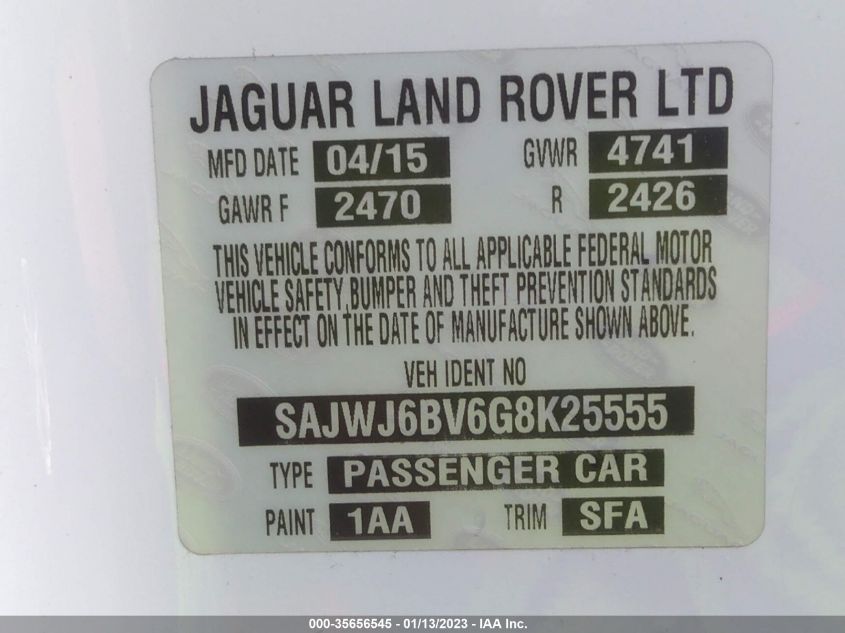 JAGUAR LAND ROVER LTD
MFD DATE 04/15 GVWR 4741
GAWR F 2470 R 2426
THIS VEHICLE CONFORMS TO ALL APPLICABLE FEDERAL MOTOR
VEHICLE SAFETY,BUMPER AND THEFT PREVENTION STANDARDS
IN EFFECT ON THE DATE OF MANUFACTURE SHOWN ABOVE.
VEH IDENT NO
SAJWJ6BV6G8K25555
TYPE PASSENGER CAR
PAINT 1AA TRIM SFA
000-35656545 - 01/13/2023 - IAA Inc.